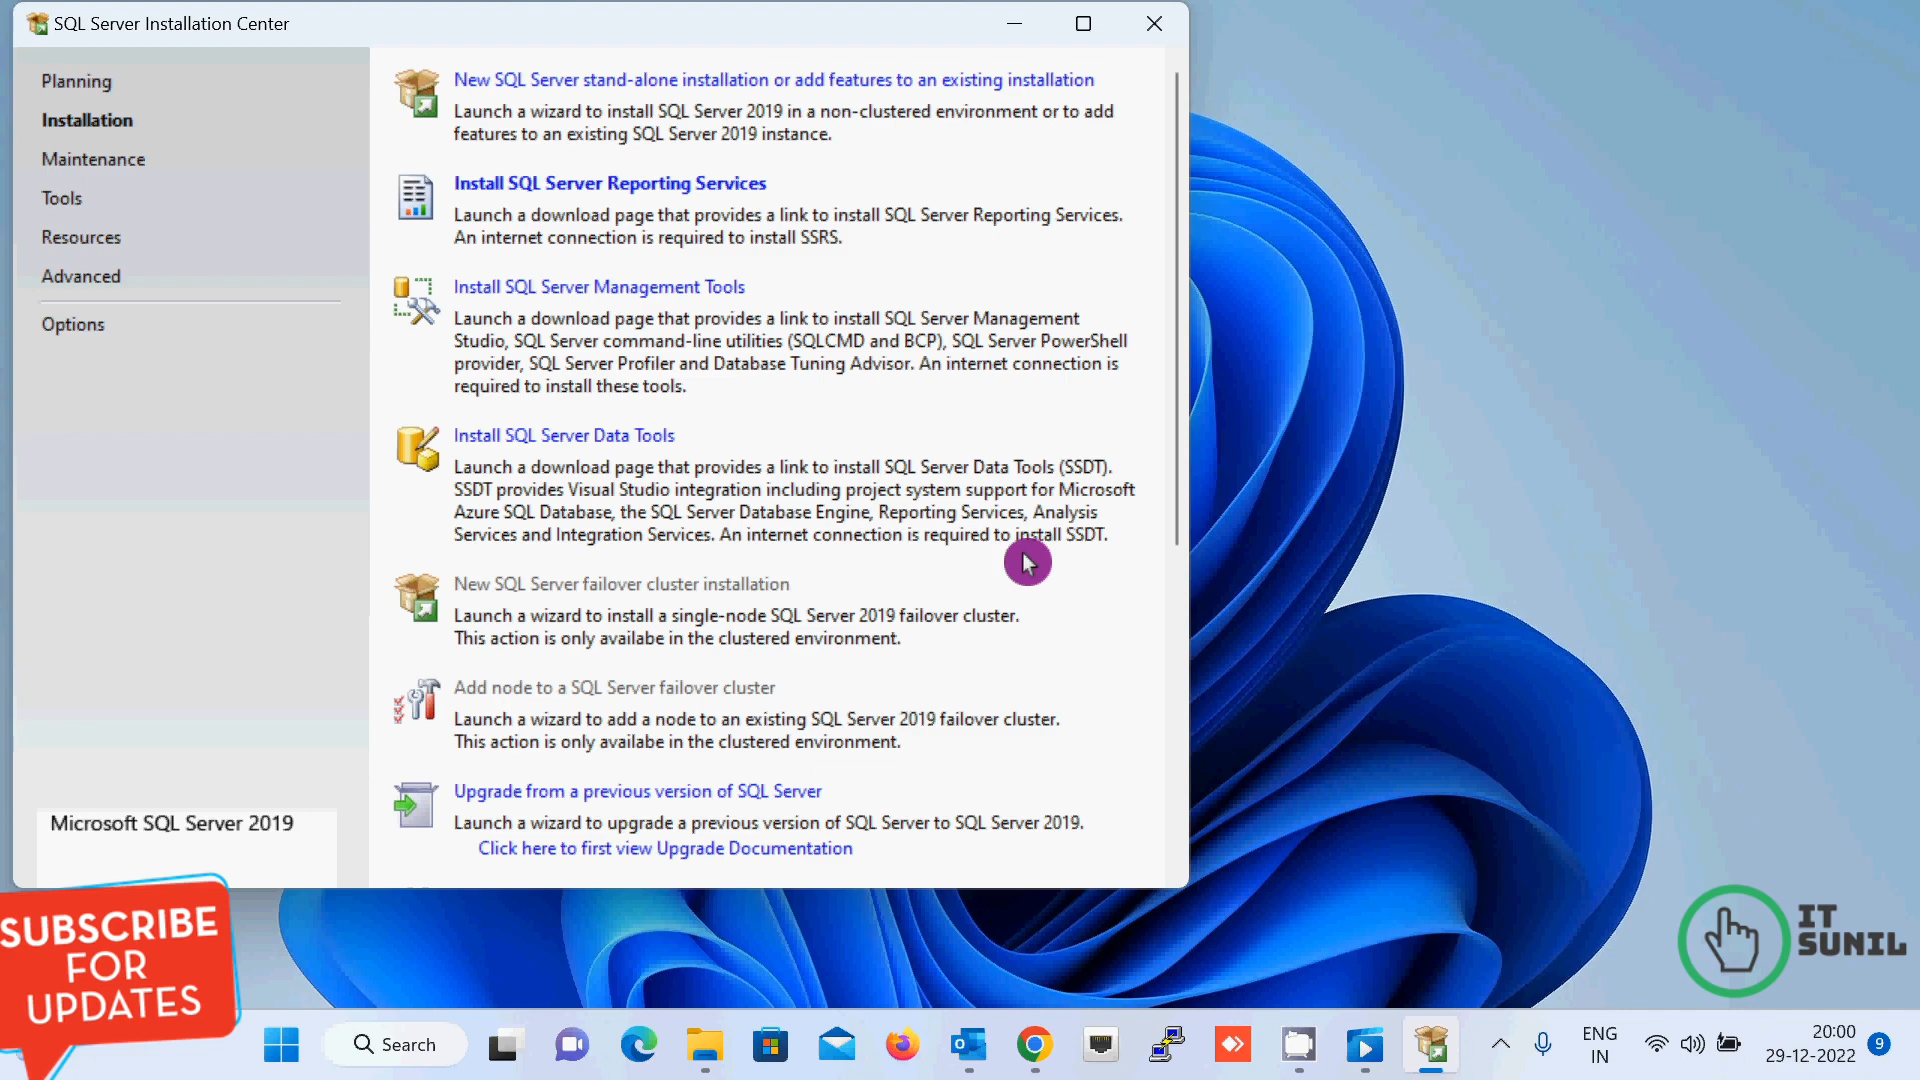 SQL Server Installation Center
Planning
Installation
Maintenance
Tools
Resources
Advanced
Options
Microsoft SQL Server 2019
New SQL Server stand-alone installation or add features to an existing installation
Launch a wizard to install SQL Server 2019 in a non-clustered environment or to add
features to an existing SQL Server 2019 instance.
Install SQL Server Reporting Services
Launch a download page that provides a link to install SQL Server Reporting Services.
An internet connection is required to install SSRS.
Install SQL Server Management Tools
Launch a download page that provides a link to install SQL Server Management
Studio, SQL Server command-line utilities (SQLCMD and BCP), SQL Server PowerShell
provider, SQL Server Profiler and Database Tuning Advisor. An internet connection is
required to install these tools.
Install SQL Server Data Tools
Launch a download page that provides a link to install SQL Server Data Tools (SSDT).
SSDT provides Visual Studio integration including project system support for Microsoft
Azure SQL Database, the SQL Server Database Engine, Reporting Services, Analysis
Services and Integration Services. An internet connection is required to install SSDT.
New SQL Server failover cluster installation
Launch a wizard to install a single-node SQL Server 2019 failover cluster.
This action is only availabe in the clustered environment.
Add node to a SQL Server failover cluster
Launch a wizard to add a node to an existing SQL Server 2019 failover cluster.
This action is only availabe in the clustered environment.
Upgrade from a previous version of SQL Server
Launch a wizard to upgrade a previous version of SQL Server to SQL Server 2019.
Click here to first view Upgrade Documentation
SUBSCRIBE
FOR
UPDATES
IT
SUNIL
Search
ENG
IN
20:00
29-12-2022
9